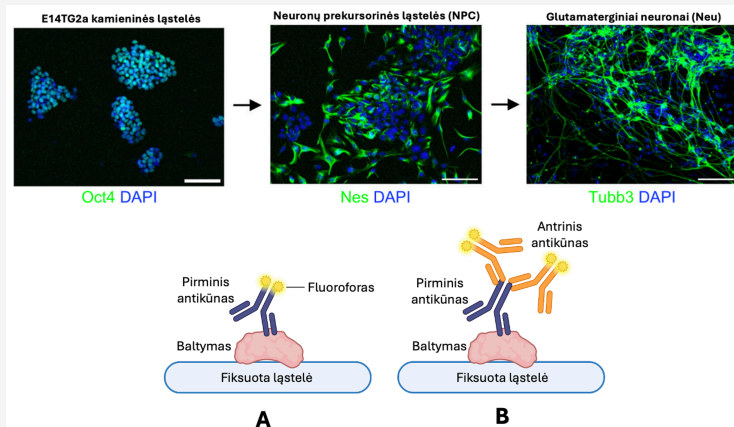 E14TG2a kamieninės ląstelės
Neuronų prekursorinės ląstelės (NPC)
Glutamaterginiai neuronai (Neu)
Oct4 DAPI
Nes DAPI
Tubb3 DAPI
Pirminis
antikūnas
Fluoroforas
Baltymas
Fiksuota ląstelė
A
Antrinis
antikūnas
Pirminis
antikūnas
Baltymas
Fiksuota ląstelė
B